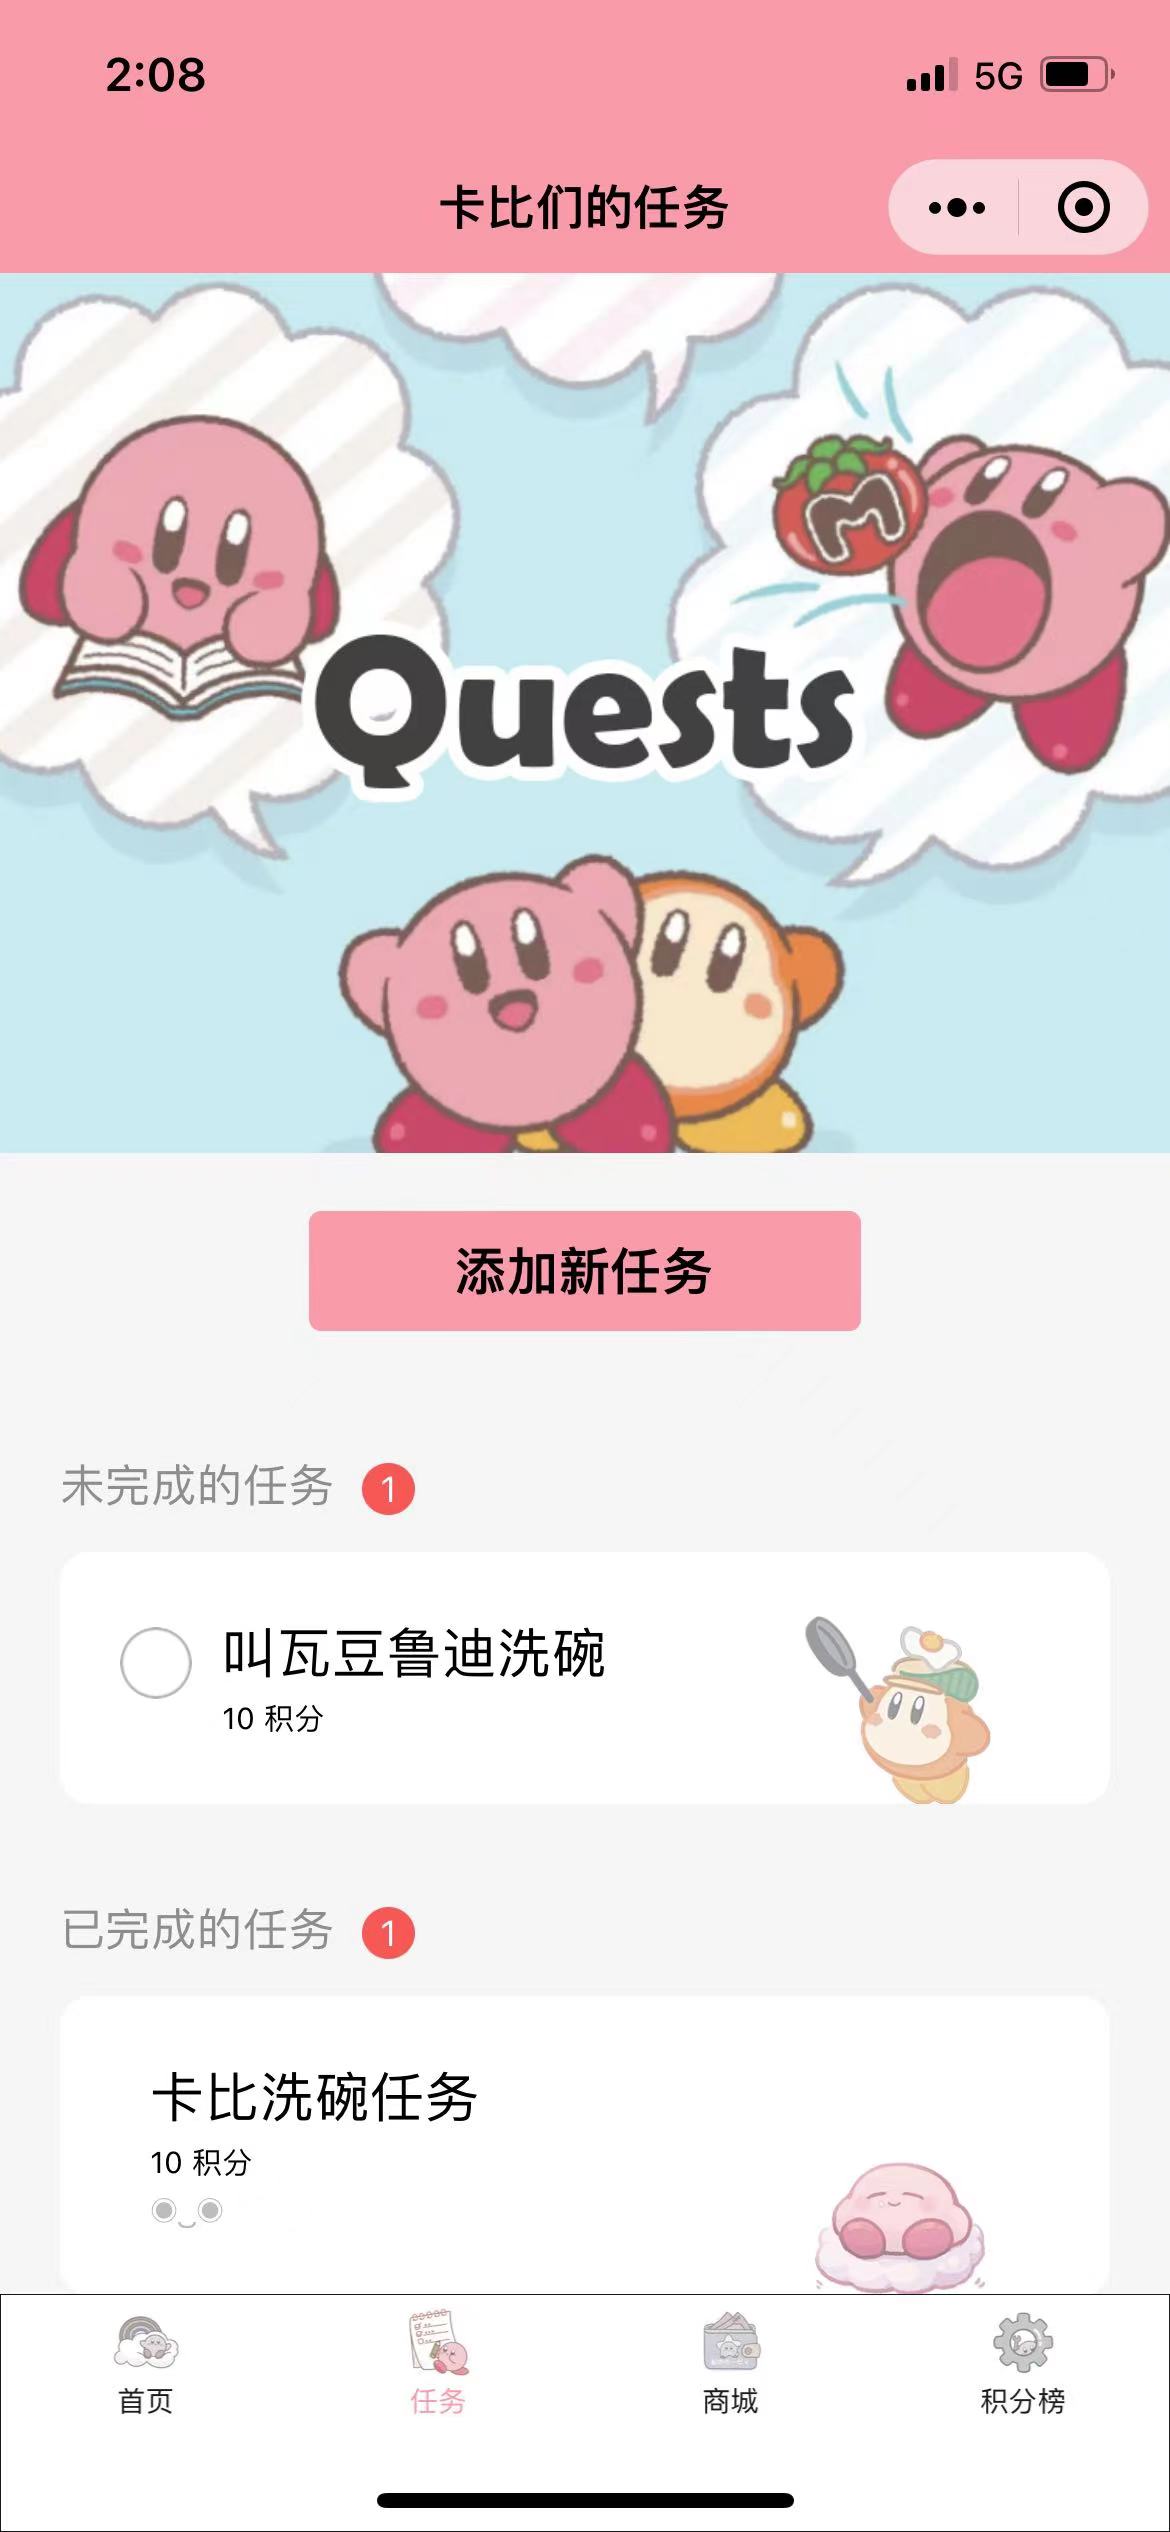 2:08
5G
卡比们的任务
M
Quests
添加新任务
未完成的任务 1
叫瓦豆鲁迪洗碗
10 积分
已完成的任务 1
卡比洗碗任务
10 积分
首页
任务
商城
积分榜